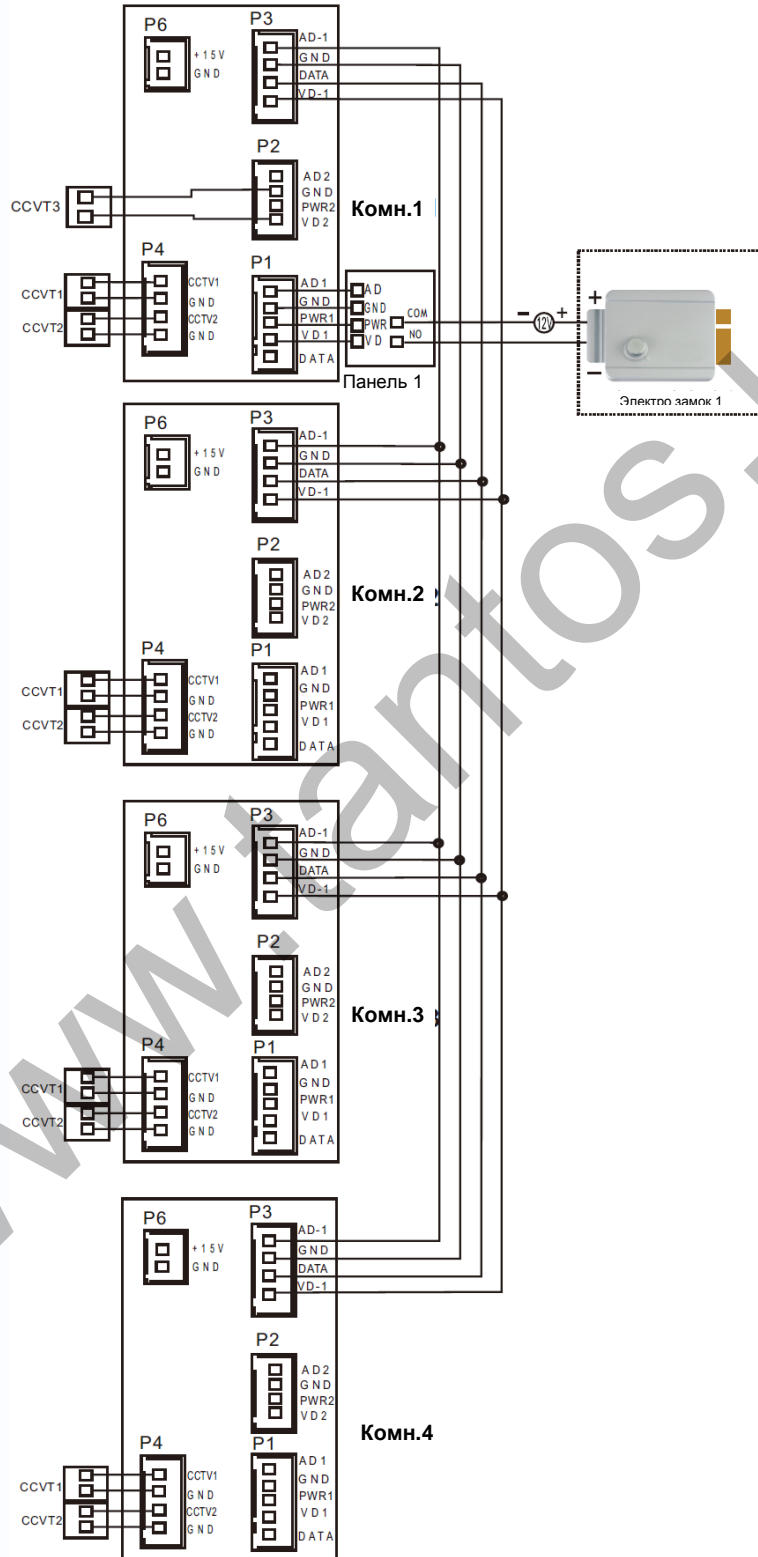 P6
+15V
GND
P3
AD-1
GND
DATA
VD-1
P2
AD2
GND
PWR2
VD2
CCVT3
Комн.1
P4
CCTV1
GND
CCTV2
GND
CCVT1
CCVT2
P1
AD1
GND
PWR1
VD1
DATA
AD
GND
PWR
VD
COM
NO
Панель 1
− 12V +
+
−
Электро замок 1
P6
+15V
GND
P3
AD-1
GND
DATA
VD-1
P2
AD2
GND
PWR2
VD2
Комн.2
P4
CCTV1
GND
CCTV2
GND
CCVT1
CCVT2
P1
AD1
GND
PWR1
VD1
DATA
P6
+15V
GND
P3
AD-1
GND
DATA
VD-1
P2
AD2
GND
PWR2
VD2
Комн.3
P4
CCTV1
GND
CCTV2
GND
CCVT1
CCVT2
P1
AD1
GND
PWR1
VD1
DATA
P6
+15V
GND
P3
AD-1
GND
DATA
VD-1
P2
AD2
GND
PWR2
VD2
Комн.4
P4
CCTV1
GND
CCTV2
GND
CCVT1
CCVT2
P1
AD1
GND
PWR1
VD1
DATA
www.tantos.